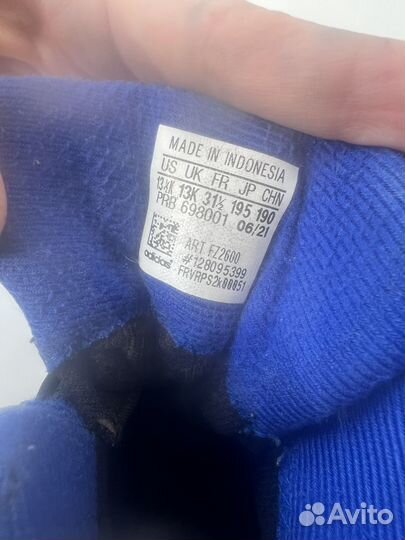 MADE IN INDONESIA
US UK FR JP CHN
13½K 13K 31½ 195 190
PRB 698001 06/21
ART FZ2600
#128095399
adidas FRVRPS2k00051
Avito